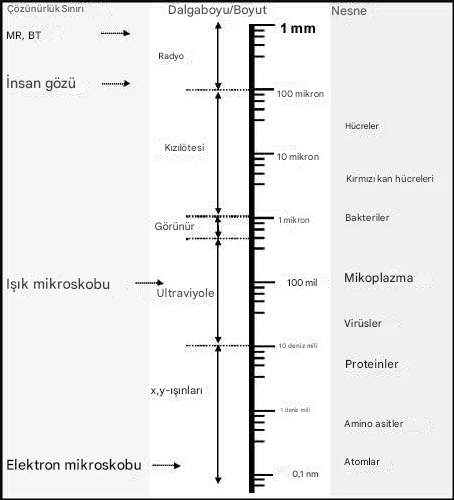 Çözünürlük Sınırı
Dalgaboyu/Boyut
Nesne
1 mm
MR, BT
Radyo
İnsan gözü
100 mikron
Hücreler
Kızılötesi
10 mikron
Kırmızı kan hücreleri
Bakteriler
1 mikron
Görünür
Işık mikroskobu
100 mil
Mikoplazma
Ultraviyole
Virüsler
10 deniz mili
Proteinler
x,y-ışınları
1 deniz mili
Amino asitler
Elektron mikroskobu
Atomlar
0,1 nm